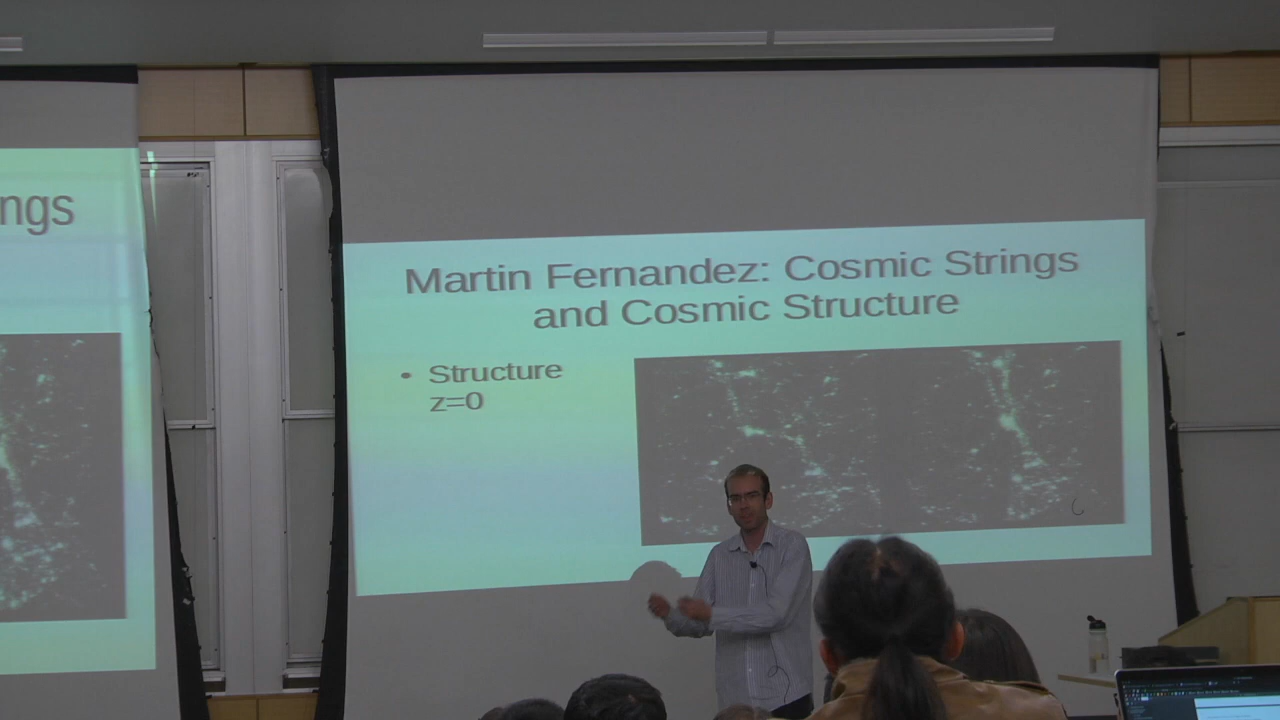 ngs
Martin Fernandez: Cosmic Strings
and Cosmic Structure
• Structure
z=0